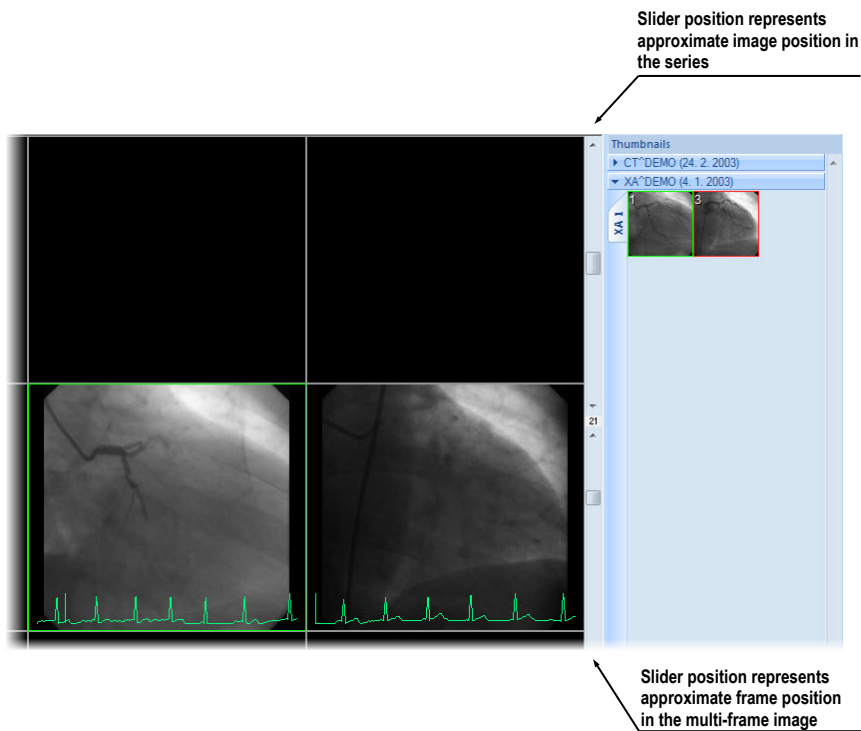 Slider position represents
approximate image position in
the series
Thumbnails
CT^DEMO (24. 2. 2003)
XA^DEMO (4. 1. 2003)
1
3
XA 1
21
Slider position represents
approximate frame position
in the multi-frame image